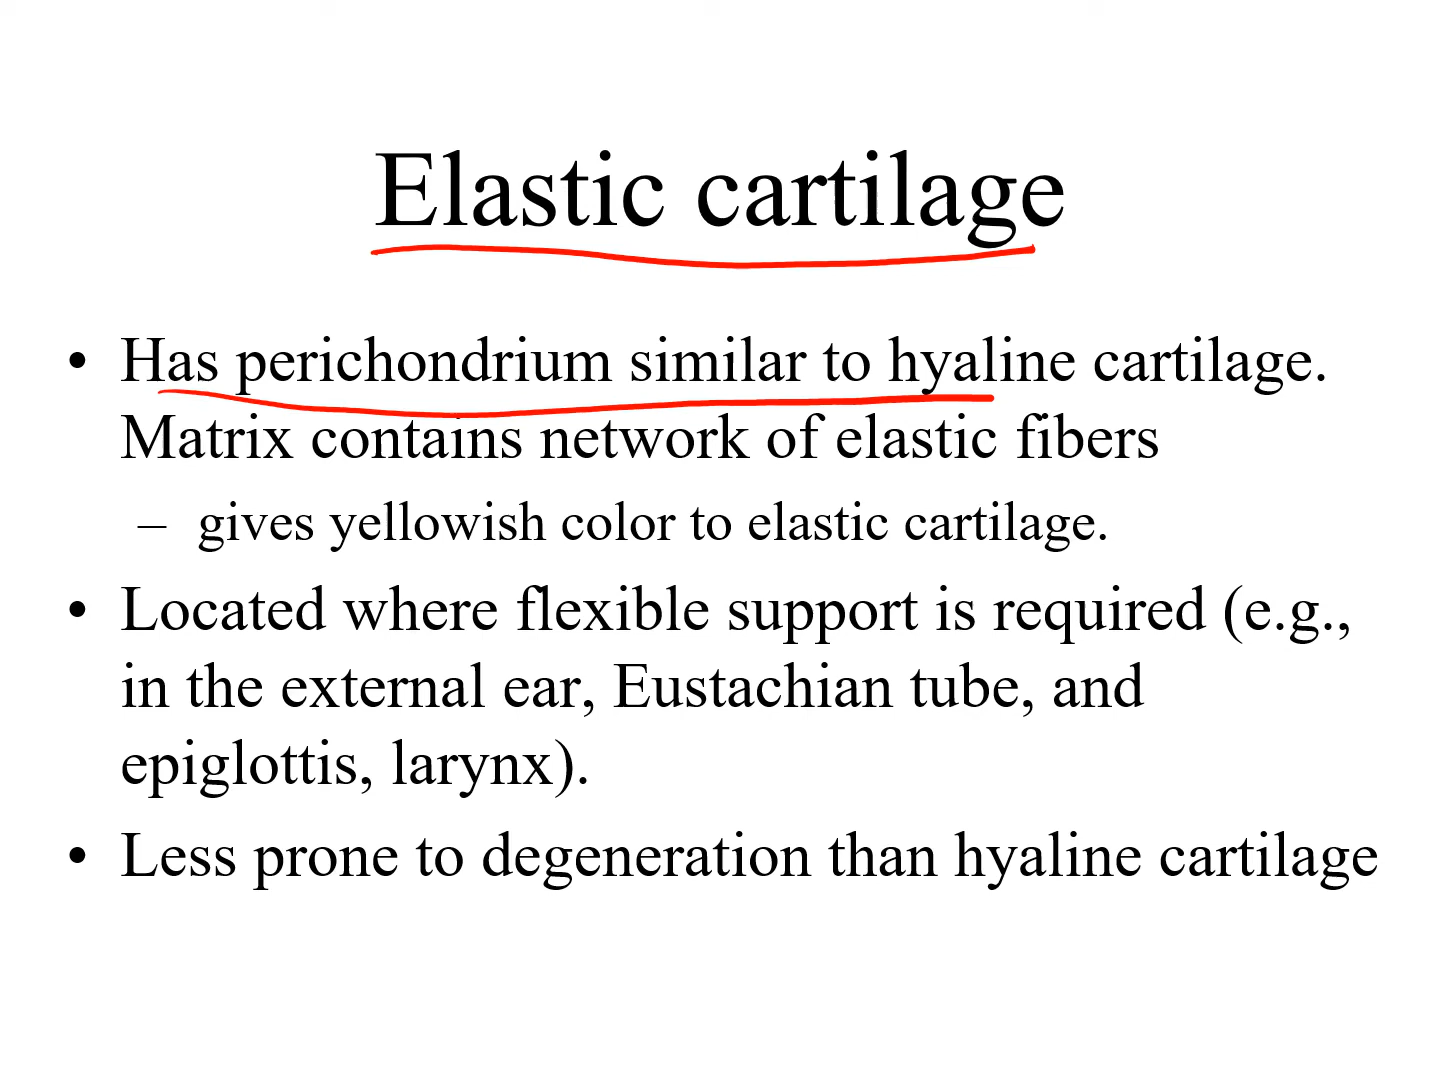 Elastic cartilage
• Has perichondrium similar to hyaline cartilage.
Matrix contains network of elastic fibers
– gives yellowish color to elastic cartilage.
• Located where flexible support is required (e.g.,
in the external ear, Eustachian tube, and
epiglottis, larynx).
• Less prone to degeneration than hyaline cartilage